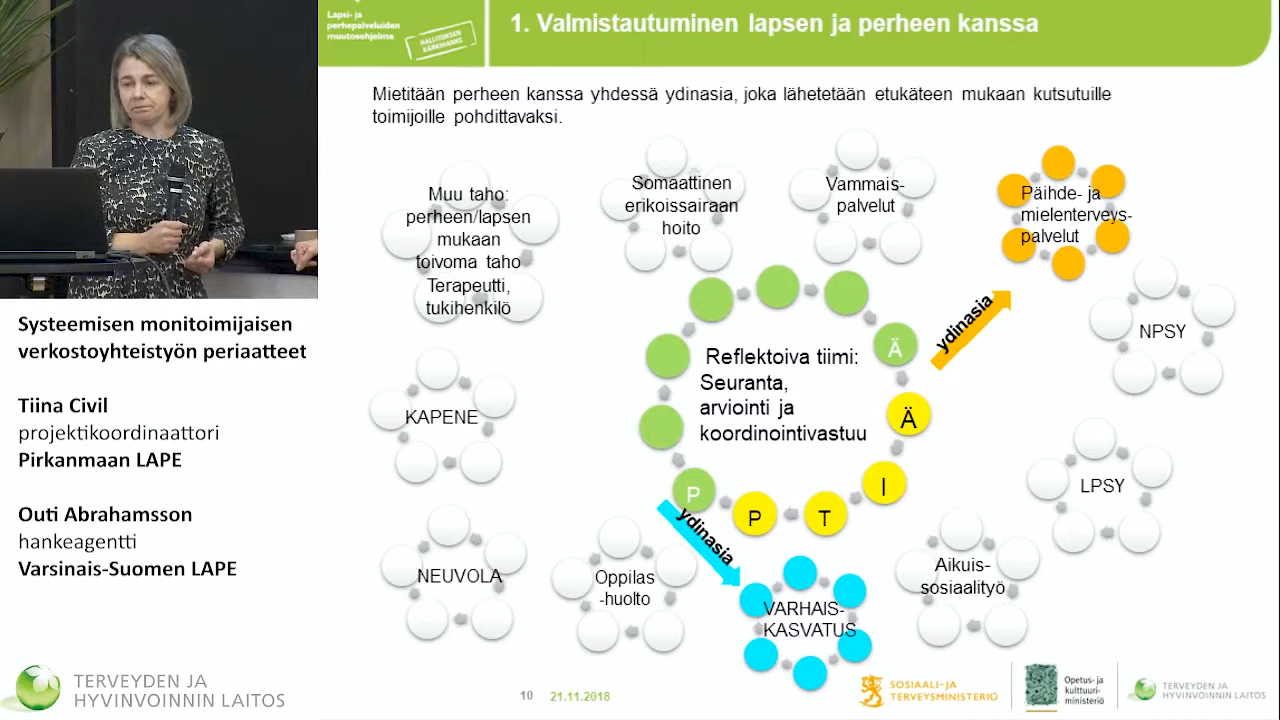 Lapsi- ja
perhepalveluiden
muutosohjelma
HALLITUKSEN
KÄRKIHANKE
1. Valmistautuminen lapsen ja perheen kanssa
Mietitään perheen kanssa yhdessä ydinasia, joka lähetetään etukäteen mukaan kutsutuille
toimijoille pohdittavaksi.
Muu taho:
perheen/lapsen
mukaan
toivoma taho
Terapeutti,
tukihenkilö
Somaattinen
erikoissairaan
hoito
Vammais-
palvelut
Päihde- ja
mielenterveys-
palvelut
ydinasia
NPSY
Reflektoiva tiimi:
Seuranta,
arviointi ja
koordinointivastuu
Ä
Ä
I
T
P
P
KAPENE
LPSY
ydinasia
NEUVOLA
Oppilas
-huolto
VARHAIS-
KASVATUS
Aikuis-
sosiaalityö
Systeemisen monitoimijaisen
verkostoyhteistyön periaatteet
Tiina Civil
projektikoordinaattori
Pirkanmaan LAPE
Outi Abrahamsson
hankeagentti
Varsinais-Suomen LAPE
TERVEYDEN JA
HYVINVOINNIN LAITOS
10 21.11.2018
SOSIAALI- JA
TERVEYSMINISTERIÖ
Opetus- ja
kulttuuri-
ministeriö
TERVEYDEN JA
HYVINVOINNIN LAITOS